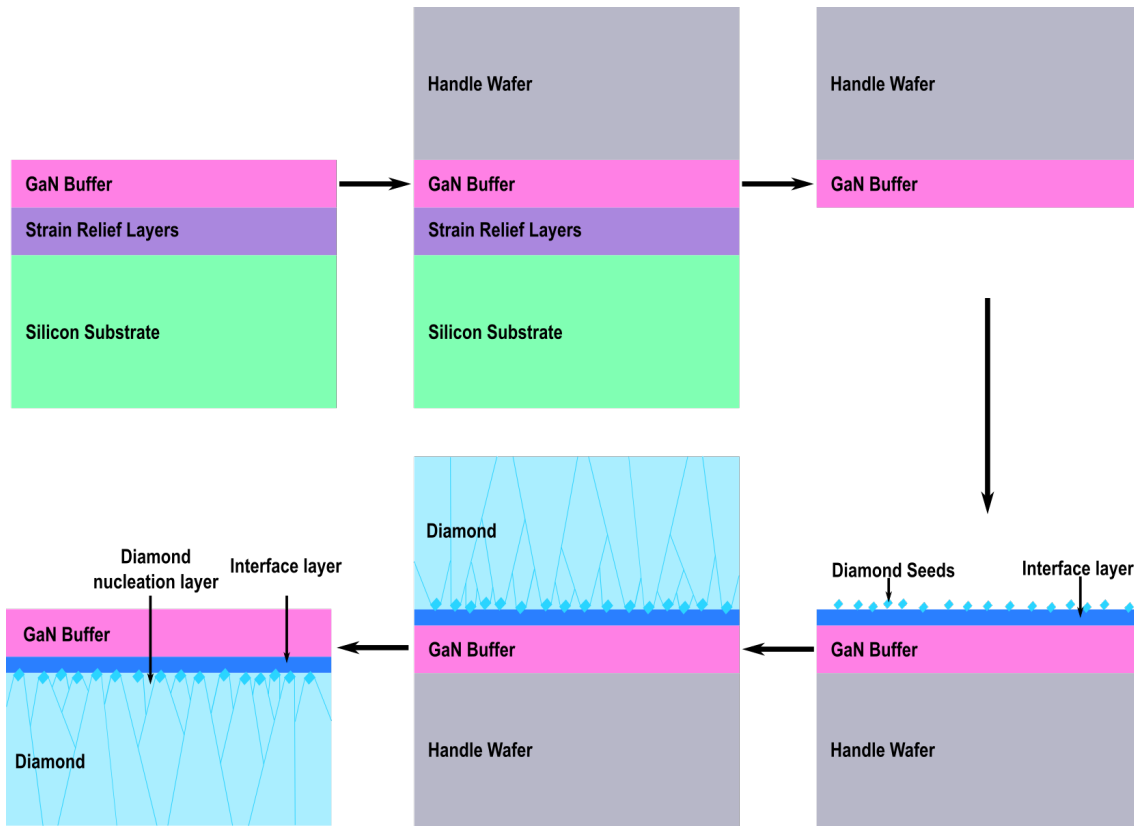 Handle Wafer
Handle Wafer
GaN Buffer
GaN Buffer
GaN Buffer
Strain Relief Layers
Strain Relief Layers
Silicon Substrate
Silicon Substrate
Diamond
Diamond Seeds
Interface layer
Diamond
nucleation layer
Interface layer
GaN Buffer
GaN Buffer
GaN Buffer
Diamond
Handle Wafer
Handle Wafer